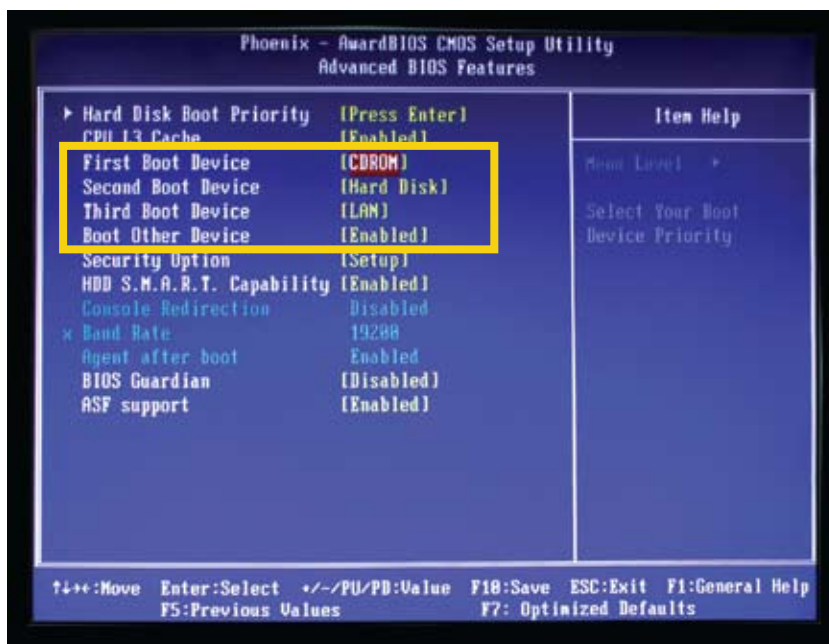 Phoenix - AwardBIOS CMOS Setup Utility
Advanced BIOS Features
Hard Disk Boot Priority [Press Enter]
CPU L3 Cache [Enabled]
First Boot Device [CDROM]
Second Boot Device [Hard Disk]
Third Boot Device [LAN]
Boot Other Device [Enabled]
Security Option [Setup]
HDD S.M.A.R.T. Capability [Enabled]
Console Redirection Disabled
x Baud Rate 19200
Agent after boot Enabled
BIOS Guardian [Disabled]
ASF support [Enabled]
Item Help
Menu Level
Select Your Boot
Device Priority
↑↓→←:Move Enter:Select +/-/PU/PD:Value F10:Save ESC:Exit F1:General Help
F5:Previous Values F7: Optimized Defaults